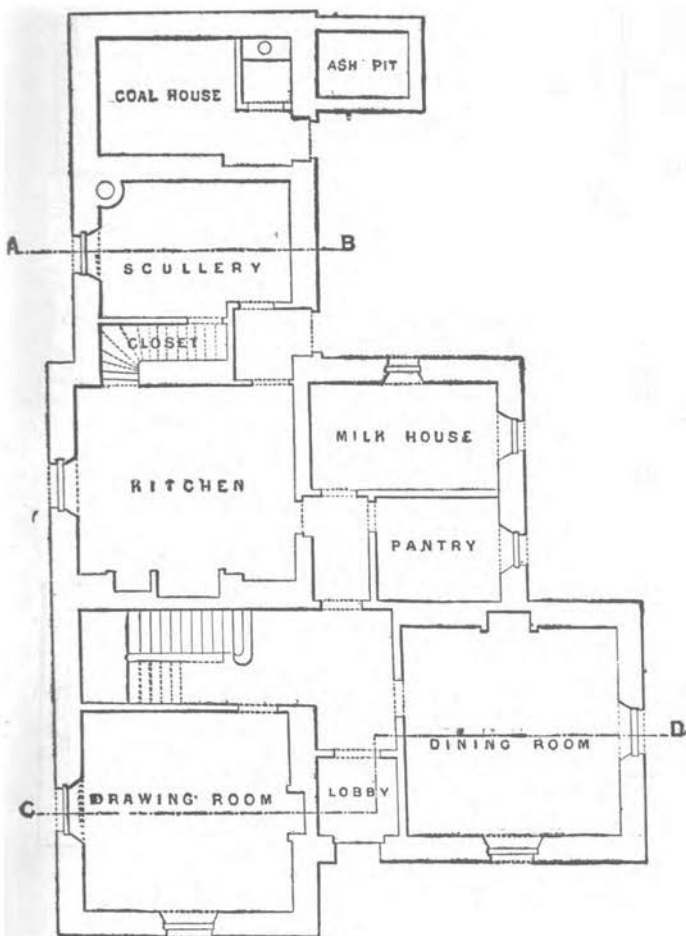 ASH PIT
COAL HOUSE
A
B
SCULLERY
CLOSET
MILK HOUSE
KITCHEN
PANTRY
D
DINING ROOM
C
DRAWING ROOM
LOBBY